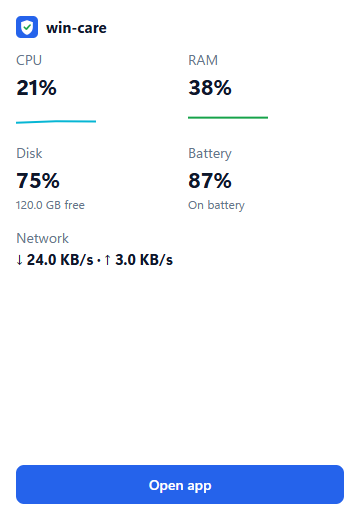 win-care
CPU
RAM
21%
38%
Disk
Battery
75%
87%
120.0 GB free
On battery
Network
↓ 24.0 KB/s · ↑ 3.0 KB/s
Open app